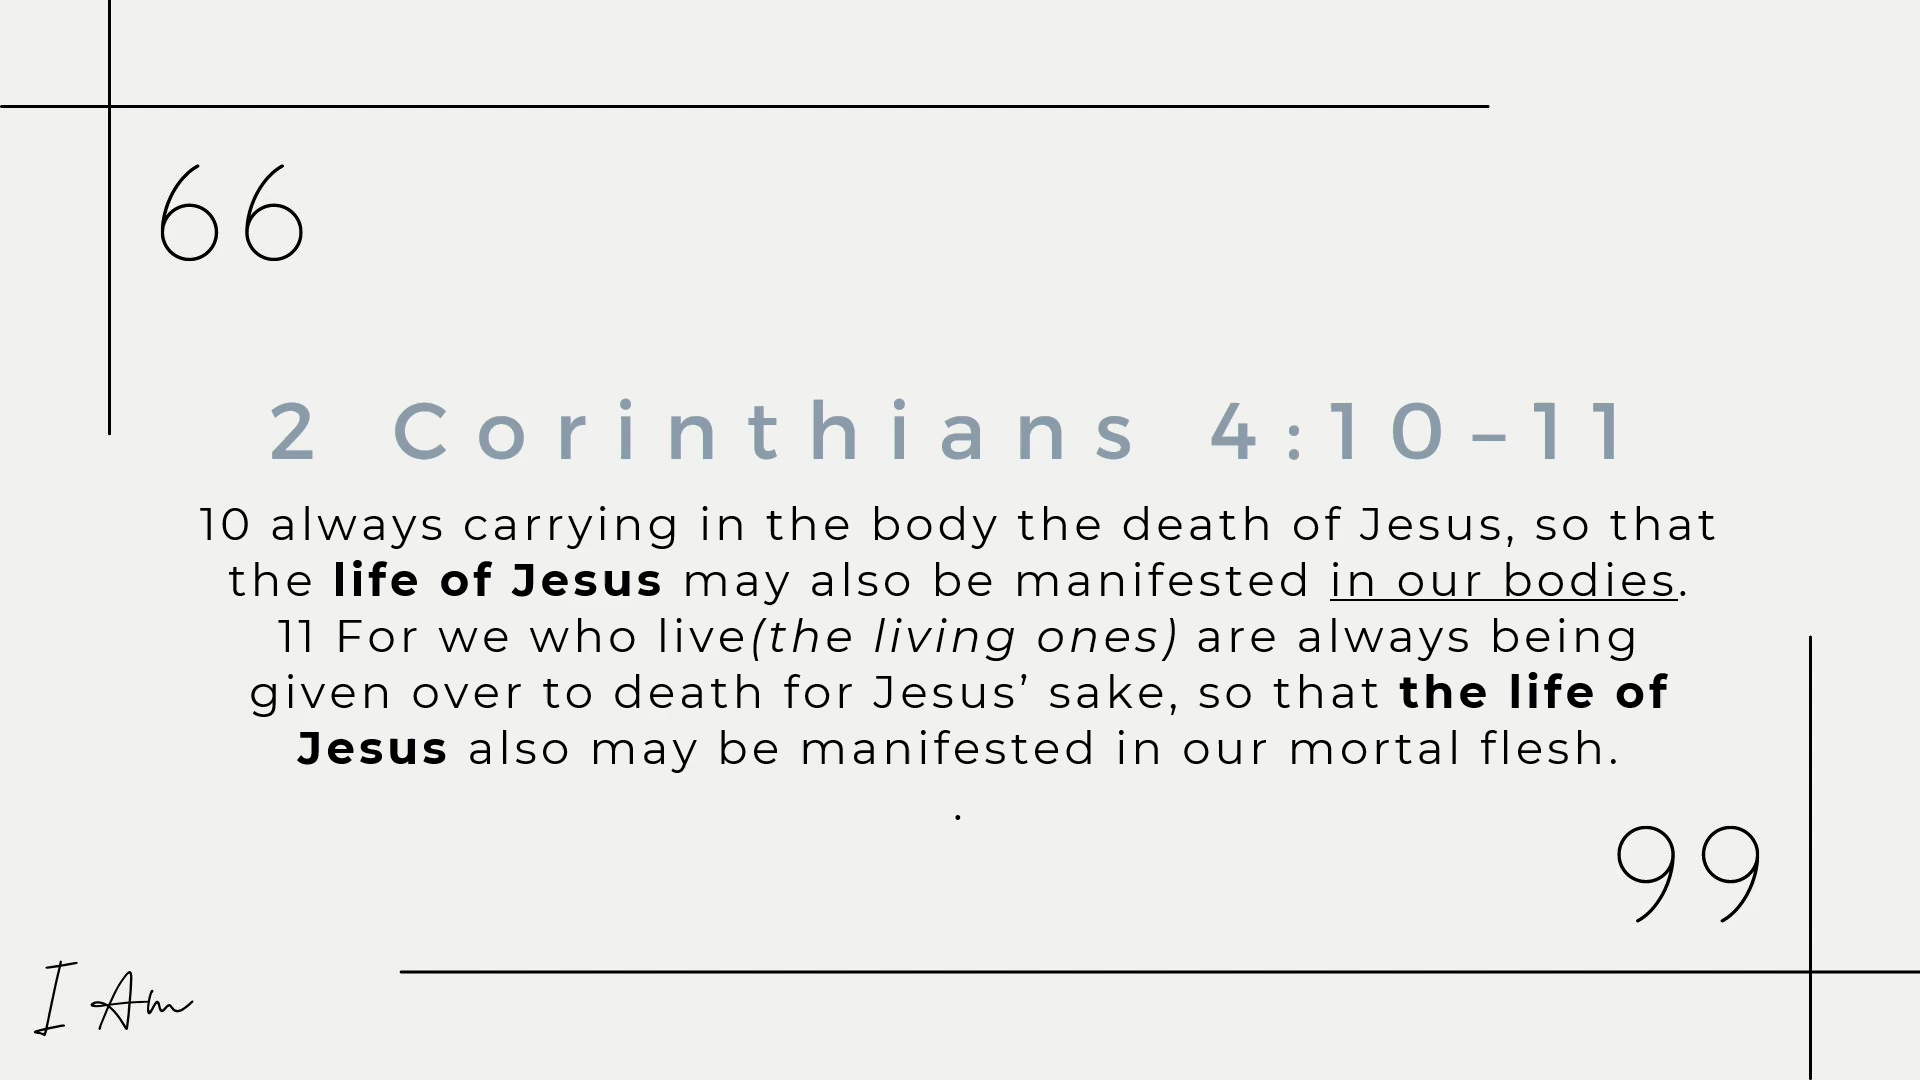 “
2 Corinthians 4:10–11
10 always carrying in the body the death of Jesus, so that
the life of Jesus may also be manifested in our bodies.
11 For we who live(the living ones) are always being
given over to death for Jesus’ sake, so that the life of
Jesus also may be manifested in our mortal flesh.
.
”
I Am